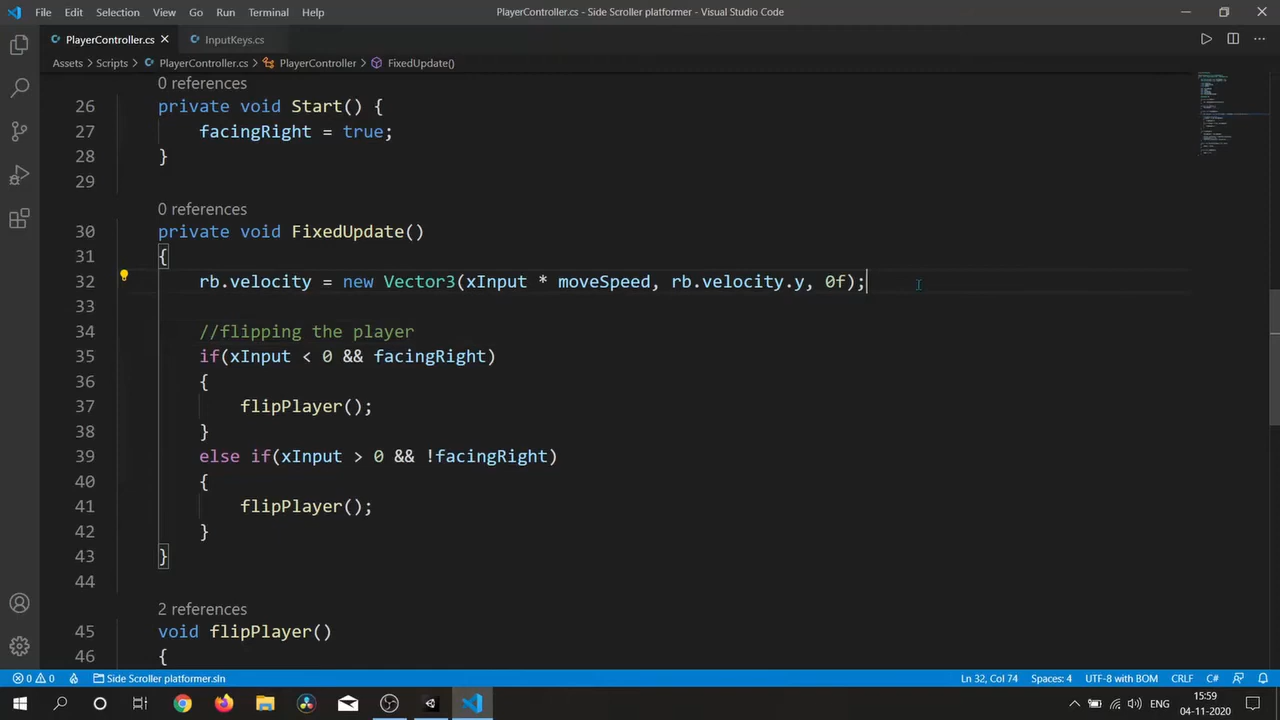 File Edit Selection View Go Run Terminal Help PlayerController.cs - Side Scroller platformer - Visual Studio Code
PlayerController.cs InputKeys.cs
Assets > Scripts > PlayerController.cs > PlayerController > FixedUpdate()
0 references
26 private void Start() {
27 facingRight = true;
28 }
29
0 references
30 private void FixedUpdate()
31 {
32 rb.velocity = new Vector3(xInput * moveSpeed, rb.velocity.y, 0f);
33
34 //flipping the player
35 if(xInput < 0 && facingRight)
36 {
37 flipPlayer();
38 }
39 else if(xInput > 0 && !facingRight)
40 {
41 flipPlayer();
42 }
43 }
44
2 references
45 void flipPlayer()
46 {
0 0 Side Scroller platformer.sln Ln 32, Col 74 Spaces: 4 UTF-8 with BOM CRLF C#
ENG 15:59
04-11-2020